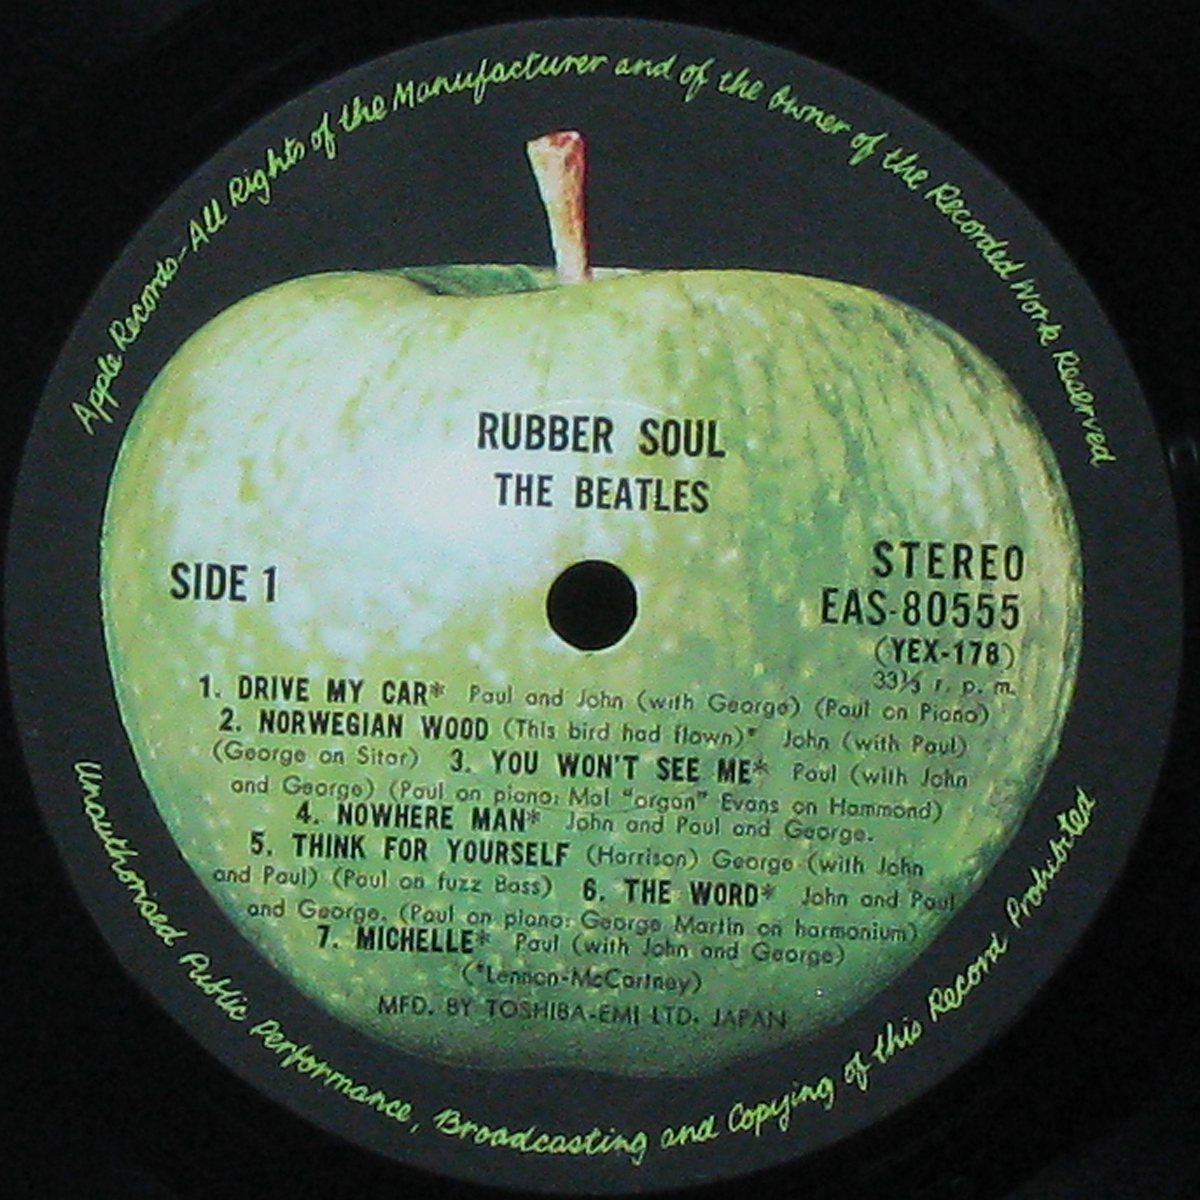 Apple Records-All Rights of the Manufacturer and of the Owner of the Recorded Work Reserved
RUBBER SOUL
THE BEATLES
SIDE 1
STEREO
EAS-80555
(YEX-178)
33⅓ r. p. m.
1. DRIVE MY CAR* Paul and John (with George) (Paul on Piano)
2. NORWEGIAN WOOD (This bird had flown)* John (with Paul)
(George on Sitar) 3. YOU WON'T SEE ME* Paul (with John
and George) (Paul on piano: Mal "organ" Evans on Hammond)
4. NOWHERE MAN* John and Paul and George.
5. THINK FOR YOURSELF (Harrison) George (with John
and Paul) (Paul on fuzz Bass) 6. THE WORD* John and Paul
and George. (Paul on piano: George Martin on harmonium)
7. MICHELLE* Paul (with John and George)
(*Lennon-McCartney)
MFD. BY TOSHIBA-EMI LTD. JAPAN
Unauthorised Public Performance, Broadcasting and Copying of this Record Prohibited